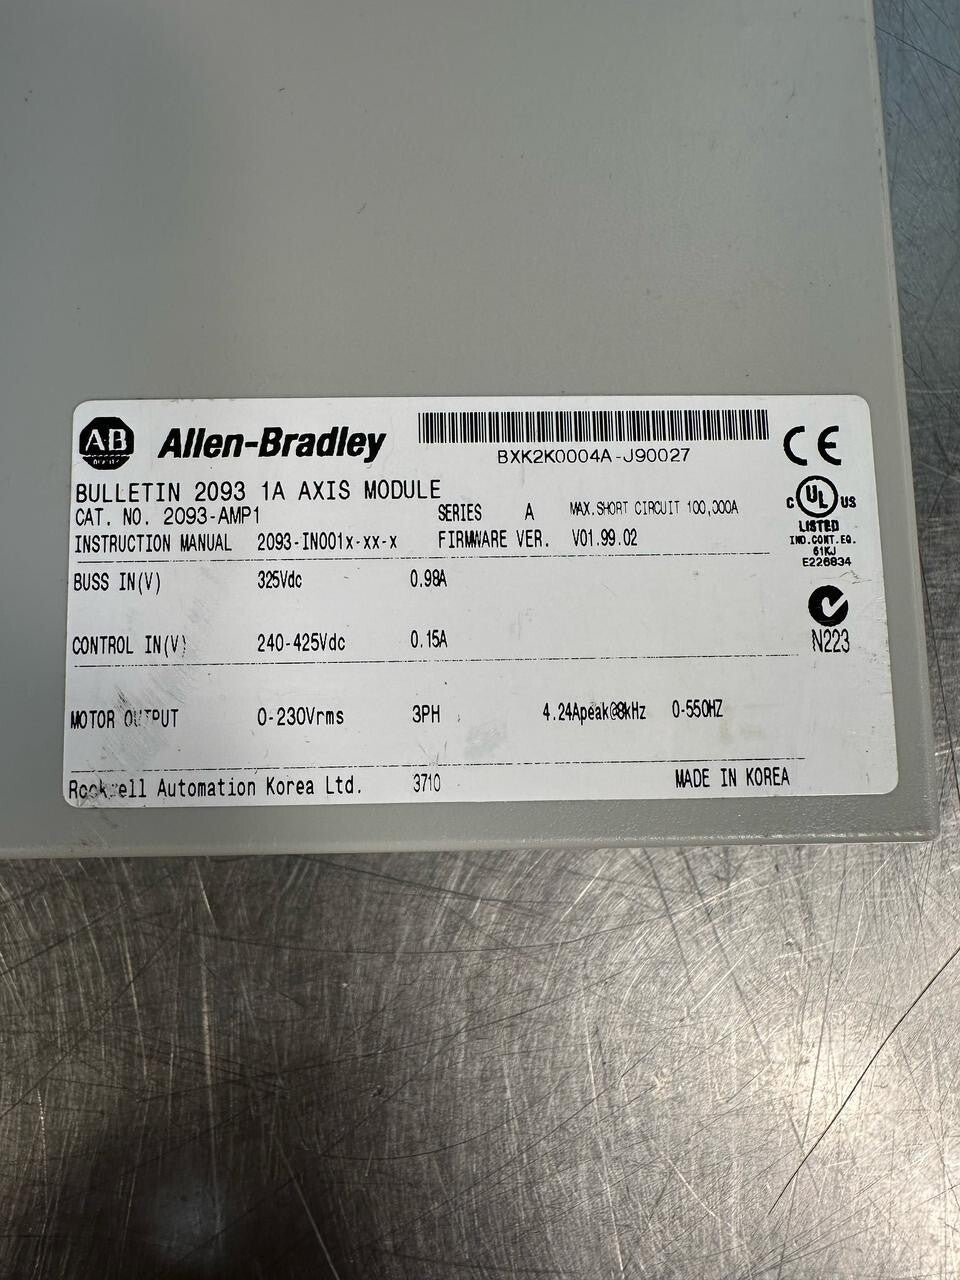 AB
Allen-Bradley
BXK2K0004A-J90027
CE
BULLETIN 2093 1A AXIS MODULE
CAT. NO. 2093-AMP1 SERIES A MAX.SHORT CIRCUIT 100,000A
INSTRUCTION MANUAL 2093-IN001x-xx-x FIRMWARE VER. V01.99.02
C UL US
LISTED
IND.CONT.EQ.
61KJ
E226834
BUSS IN(V) 325Vdc 0.98A
CONTROL IN(V) 240-425Vdc 0.15A
N223
MOTOR OUTPUT 0-230Vrms 3PH 4.24Apeak@8kHz 0-550HZ
Rockwell Automation Korea Ltd. 3710 MADE IN KOREA